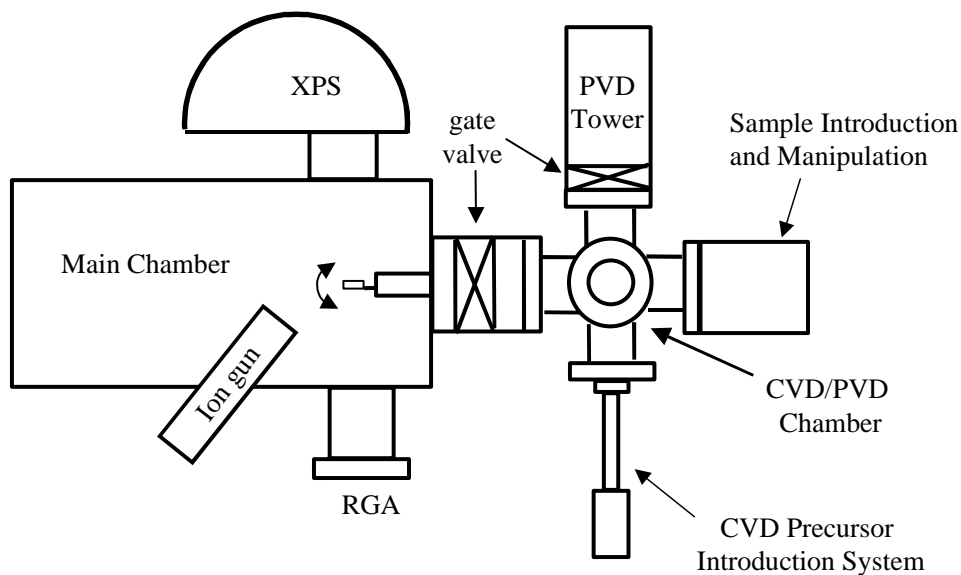 XPS
PVD
Tower
gate
valve
Sample Introduction
and Manipulation
Main Chamber
Ion gun
CVD/PVD
Chamber
RGA
CVD Precursor
Introduction System